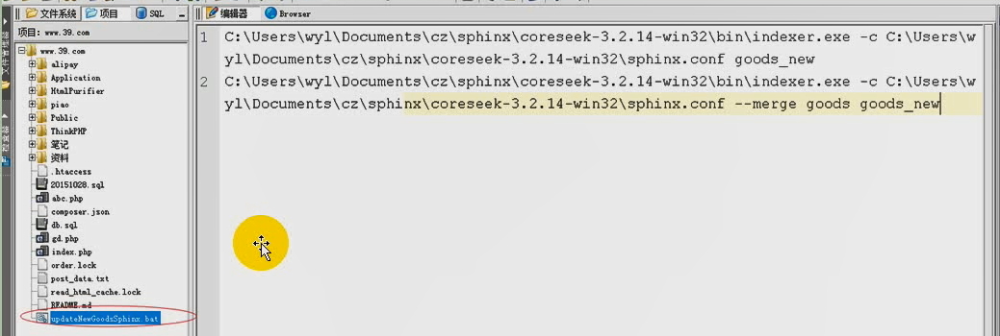 文件系统 项目 SQL
项目: www.39.com
www.39.com
alipay
Application
HtmlPurifier
piao
Public
ThinkPHP
笔记
资料
.htaccess
20151028.sql
abc.php
composer.json
db.sql
gd.php
index.php
order.lock
post_data.txt
read_html_cache.lock
README.md
updateNewGoodsSphinx.bat
编辑器 Browser
1 C:\Users\wyl\Documents\cz\sphinx\coreseek-3.2.14-win32\bin\indexer.exe -c C:\Users\w
yl\Documents\cz\sphinx\coreseek-3.2.14-win32\sphinx.conf goods_new
2 C:\Users\wyl\Documents\cz\sphinx\coreseek-3.2.14-win32\bin\indexer.exe -c C:\Users\w
yl\Documents\cz\sphinx\coreseek-3.2.14-win32\sphinx.conf --merge goods goods_new